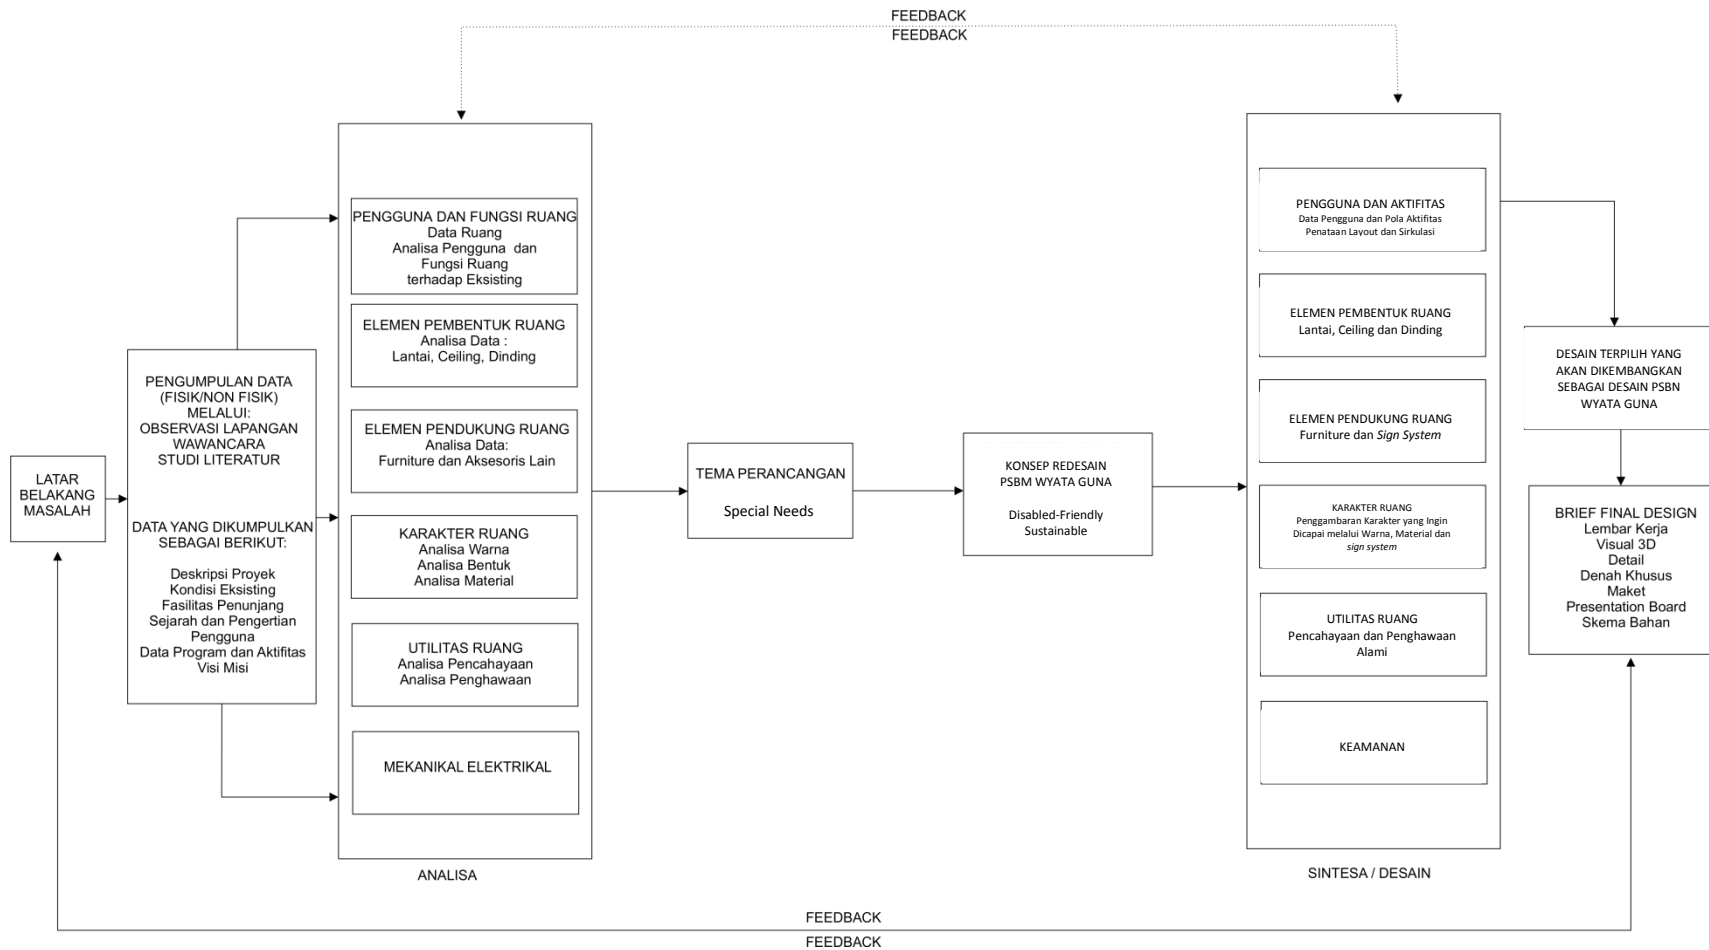 FEEDBACK
FEEDBACK
LATAR
BELAKANG
MASALAH
PENGUMPULAN DATA
(FISIK/NON FISIK)
MELALUI:
OBSERVASI LAPANGAN
WAWANCARA
STUDI LITERATUR
DATA YANG DIKUMPULKAN
SEBAGAI BERIKUT:
Deskripsi Proyek
Kondisi Eksisting
Fasilitas Penunjang
Sejarah dan Pengertian
Pengguna
Data Program dan Aktifitas
Visi Misi
PENGGUNA DAN FUNGSI RUANG
Data Ruang
Analisa Pengguna dan
Fungsi Ruang
terhadap Eksisting
ELEMEN PEMBENTUK RUANG
Analisa Data :
Lantai, Ceiling, Dinding
ELEMEN PENDUKUNG RUANG
Analisa Data:
Furniture dan Aksesoris Lain
KARAKTER RUANG
Analisa Warna
Analisa Bentuk
Analisa Material
UTILITAS RUANG
Analisa Pencahayaan
Analisa Penghawaan
MEKANIKAL ELEKTRIKAL
ANALISA
TEMA PERANCANGAN
Special Needs
KONSEP REDESAIN
PSBM WYATA GUNA
Disabled-Friendly
Sustainable
PENGGUNA DAN AKTIFITAS
Data Pengguna dan Pola Aktifitas
Penataan Layout dan Sirkulasi
ELEMEN PEMBENTUK RUANG
Lantai, Ceiling dan Dinding
ELEMEN PENDUKUNG RUANG
Furniture dan Sign System
KARAKTER RUANG
Penggambaran Karakter yang Ingin
Dicapai melalui Warna, Material dan
sign system
UTILITAS RUANG
Pencahayaan dan Penghawaan
Alami
KEAMANAN
SINTESA / DESAIN
DESAIN TERPILIH YANG
AKAN DIKEMBANGKAN
SEBAGAI DESAIN PSBN
WYATA GUNA
BRIEF FINAL DESIGN
Lembar Kerja
Visual 3D
Detail
Denah Khusus
Maket
Presentation Board
Skema Bahan
FEEDBACK
FEEDBACK